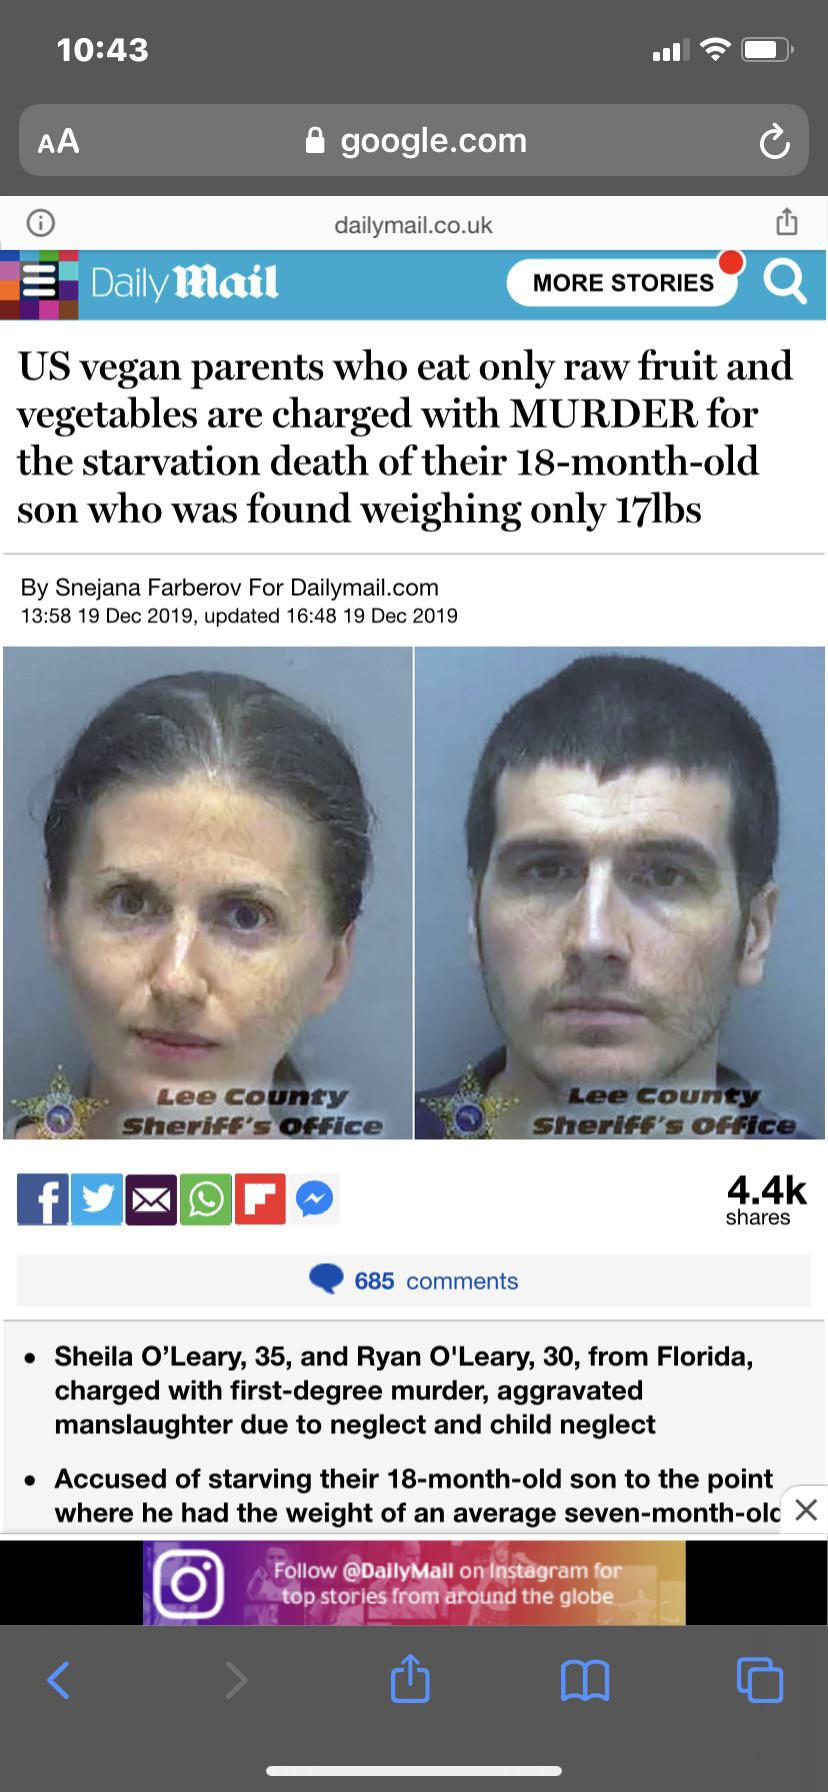 10:43
AA google.com
dailymail.co.uk
Daily Mail MORE STORIES
US vegan parents who eat only raw fruit and
vegetables are charged with MURDER for
the starvation death of their 18-month-old
son who was found weighing only 17lbs
By Snejana Farberov For Dailymail.com
13:58 19 Dec 2019, updated 16:48 19 Dec 2019
Lee County
Sheriff's Office
Lee County
Sheriff's Office
4.4k
shares
685 comments
• Sheila O’Leary, 35, and Ryan O'Leary, 30, from Florida,
charged with first-degree murder, aggravated
manslaughter due to neglect and child neglect
• Accused of starving their 18-month-old son to the point
where he had the weight of an average seven-month-old
Follow @DailyMail on Instagram for
top stories from around the globe